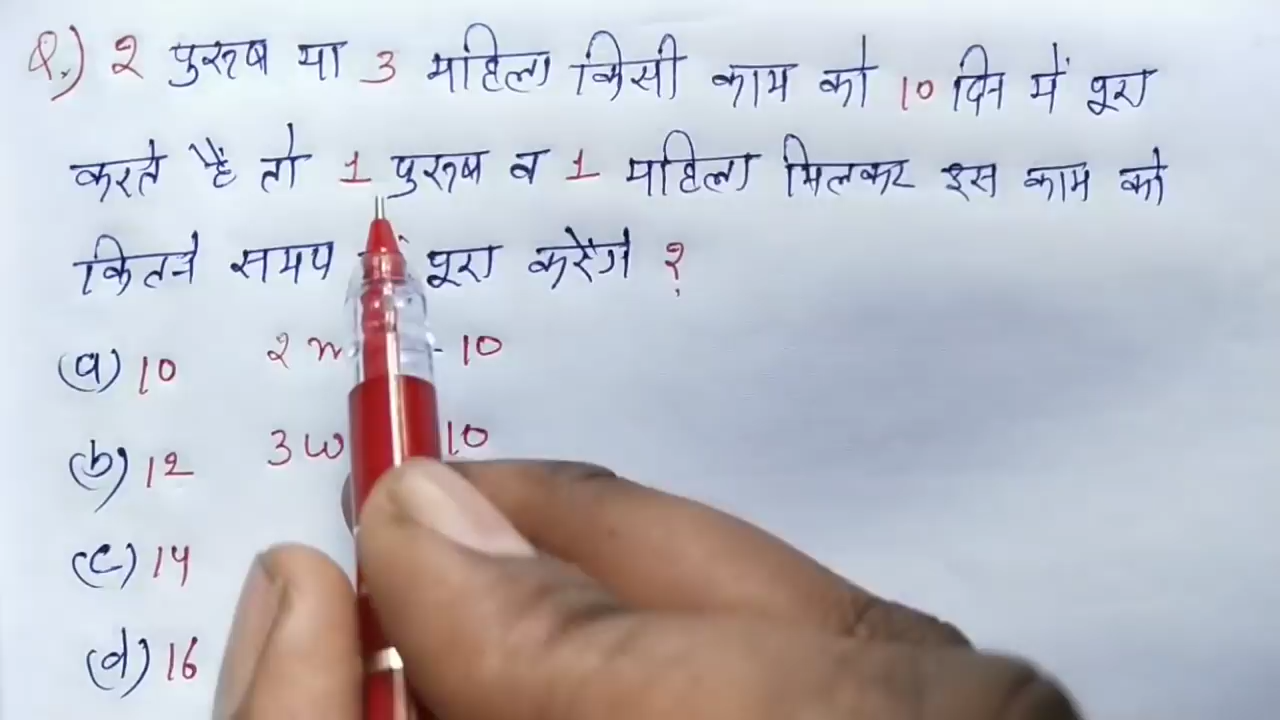 Q.) 2 पुरुष या 3 महिला किसी काम को 10 दिन में पूरा
करते हैं तो 1 पुरुष व 1 महिला मिलकर इस काम को
कितने समय पूरा करेंगे ?
(a) 10 2 m - 10
(b) 12 3 w 10
(c) 14
(d) 16